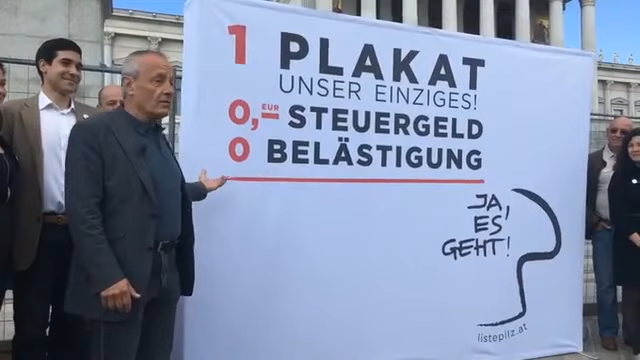 1 PLAKAT
UNSER EINZIGES!
0,- EUR STEUERGELD
0 BELÄSTIGUNG
JA,
ES
GEHT!
listepilz.at